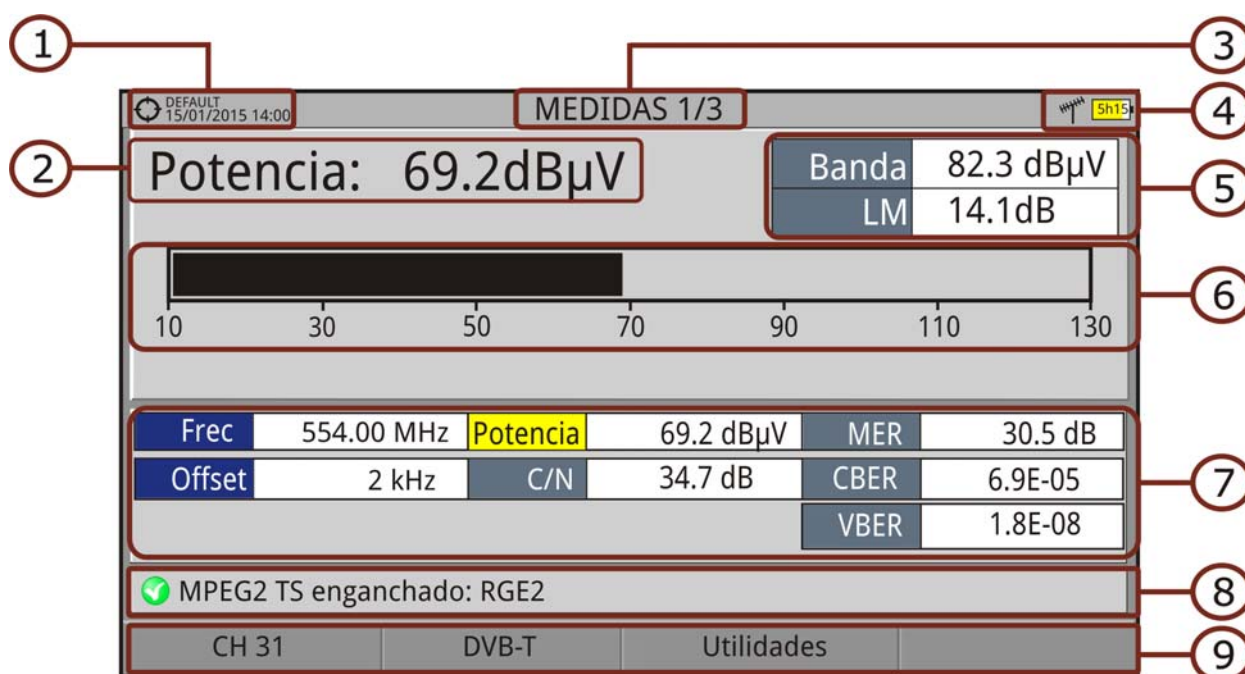 1
3
DEFAULT
15/01/2015 14:00
MEDIDAS 1/3
5h15
4
2
Potencia: 69.2dBµV
Banda 82.3 dBµV
LM 14.1dB
5
6
10 30 50 70 90 110 130
Frec 554.00 MHz Potencia 69.2 dBµV MER 30.5 dB
Offset 2 kHz C/N 34.7 dB CBER 6.9E-05
VBER 1.8E-08
7
MPEG2 TS enganchado: RGE2
8
CH 31 DVB-T Utilidades
9